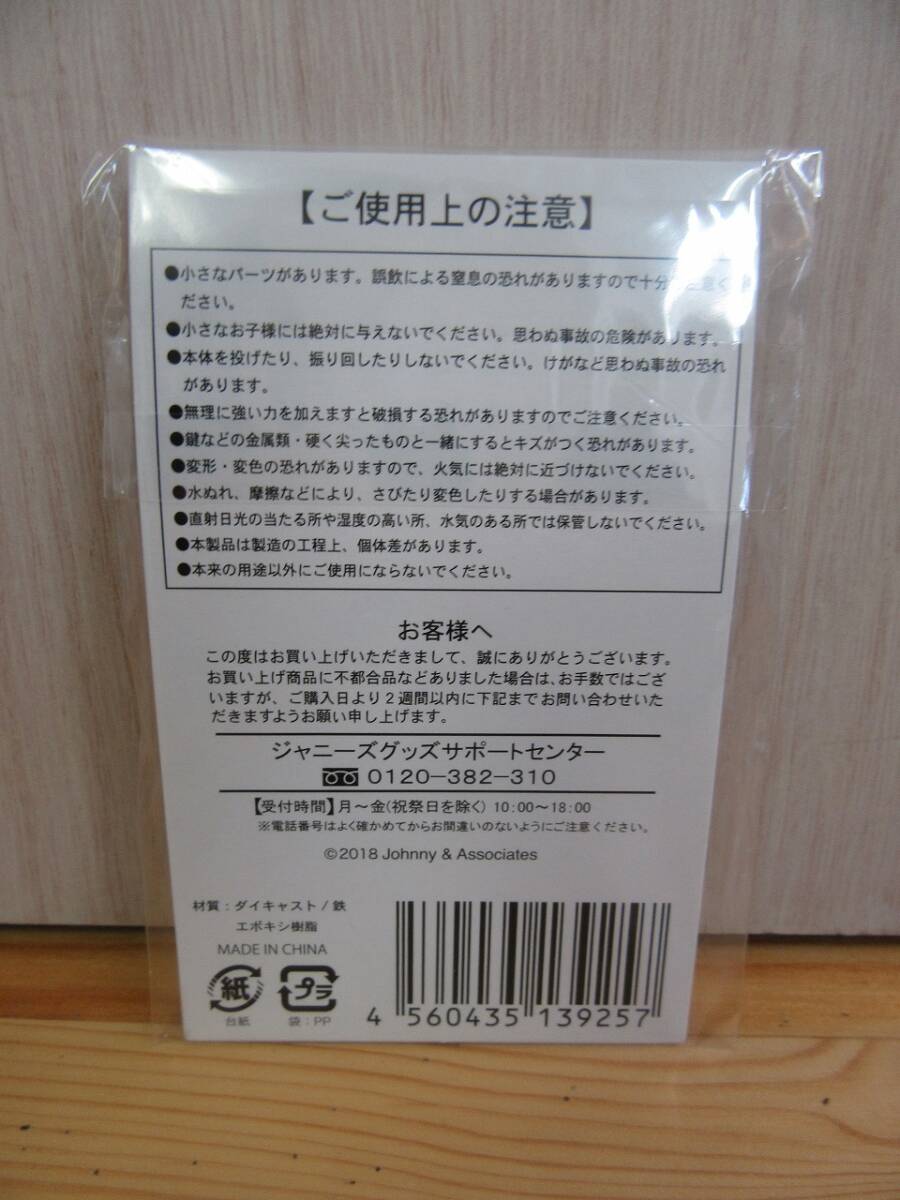 【ご使用上の注意】
●小さなパーツがあります。誤飲による窒息の恐れがありますので十分ご注意く
ださい。
●小さなお子様には絶対に与えないでください。思わぬ事故の危険があります。
●本体を投げたり、振り回したりしないでください。けがなど思わぬ事故の恐れ
があります。
●無理に強い力を加えますと破損する恐れがありますのでご注意ください。
●鍵などの金属類・硬く尖ったものと一緒にするとキズがつく恐れがあります。
●変形・変色の恐れがありますので、火気には絶対に近づけないでください。
●水ぬれ、摩擦などにより、さびたり変色したりする場合があります。
●直射日光の当たる所や湿度の高い所、水気のある所では保管しないでください。
●本製品は製造の工程上、個体差があります。
●本来の用途以外にご使用にならないでください。
お客様へ
この度はお買い上げいただきまして、誠にありがとうございます。
お買い上げ商品に不都合品などありました場合は、お手数ではござ
いますが、ご購入日より2週間以内に下記までお問い合わせいた
だきますようお願い申し上げます。
ジャニーズグッズサポートセンター
0120-382-310
【受付時間】月〜金(祝祭日を除く) 10:00〜18:00
※電話番号はよく確かめてからお間違いのないようにご注意ください。
©2018 Johnny & Associates
材質:ダイキャスト/鉄
エポキシ樹脂
MADE IN CHINA
紙 プラ
台紙 袋:PP
4 560435 139257